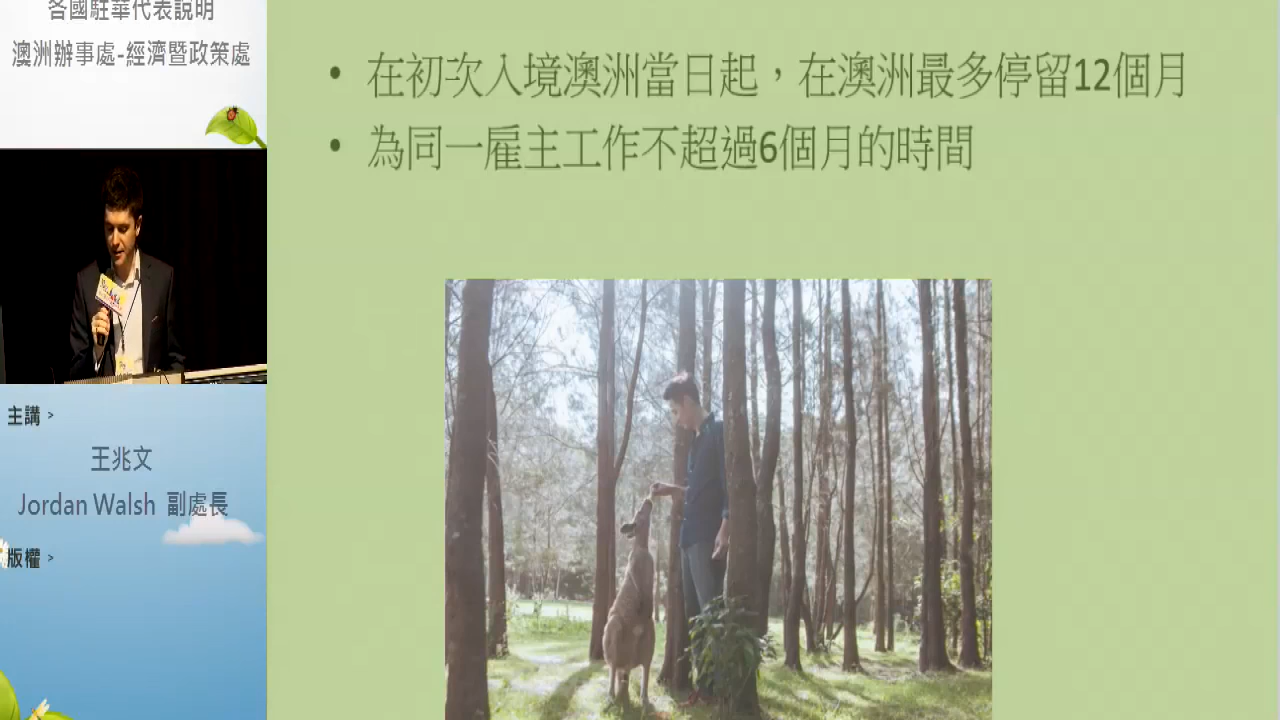 各國駐華代表說明
澳洲辦事處-經濟暨政策處
主講 >
王兆文
Jordan Walsh 副處長
版權 >
• 在初次入境澳洲當日起，在澳洲最多停留12個月
• 為同一雇主工作不超過6個月的時間